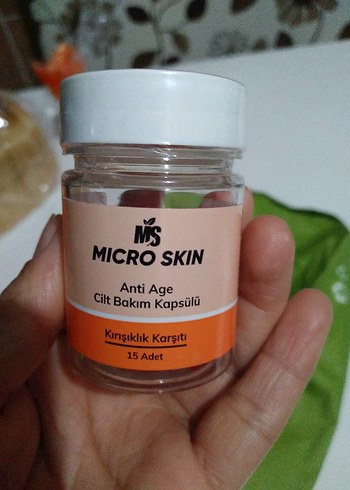 MS
MICRO SKIN
Anti Age
Cilt Bakım Kapsülü
Kırışıklık Karşıtı
15 Adet